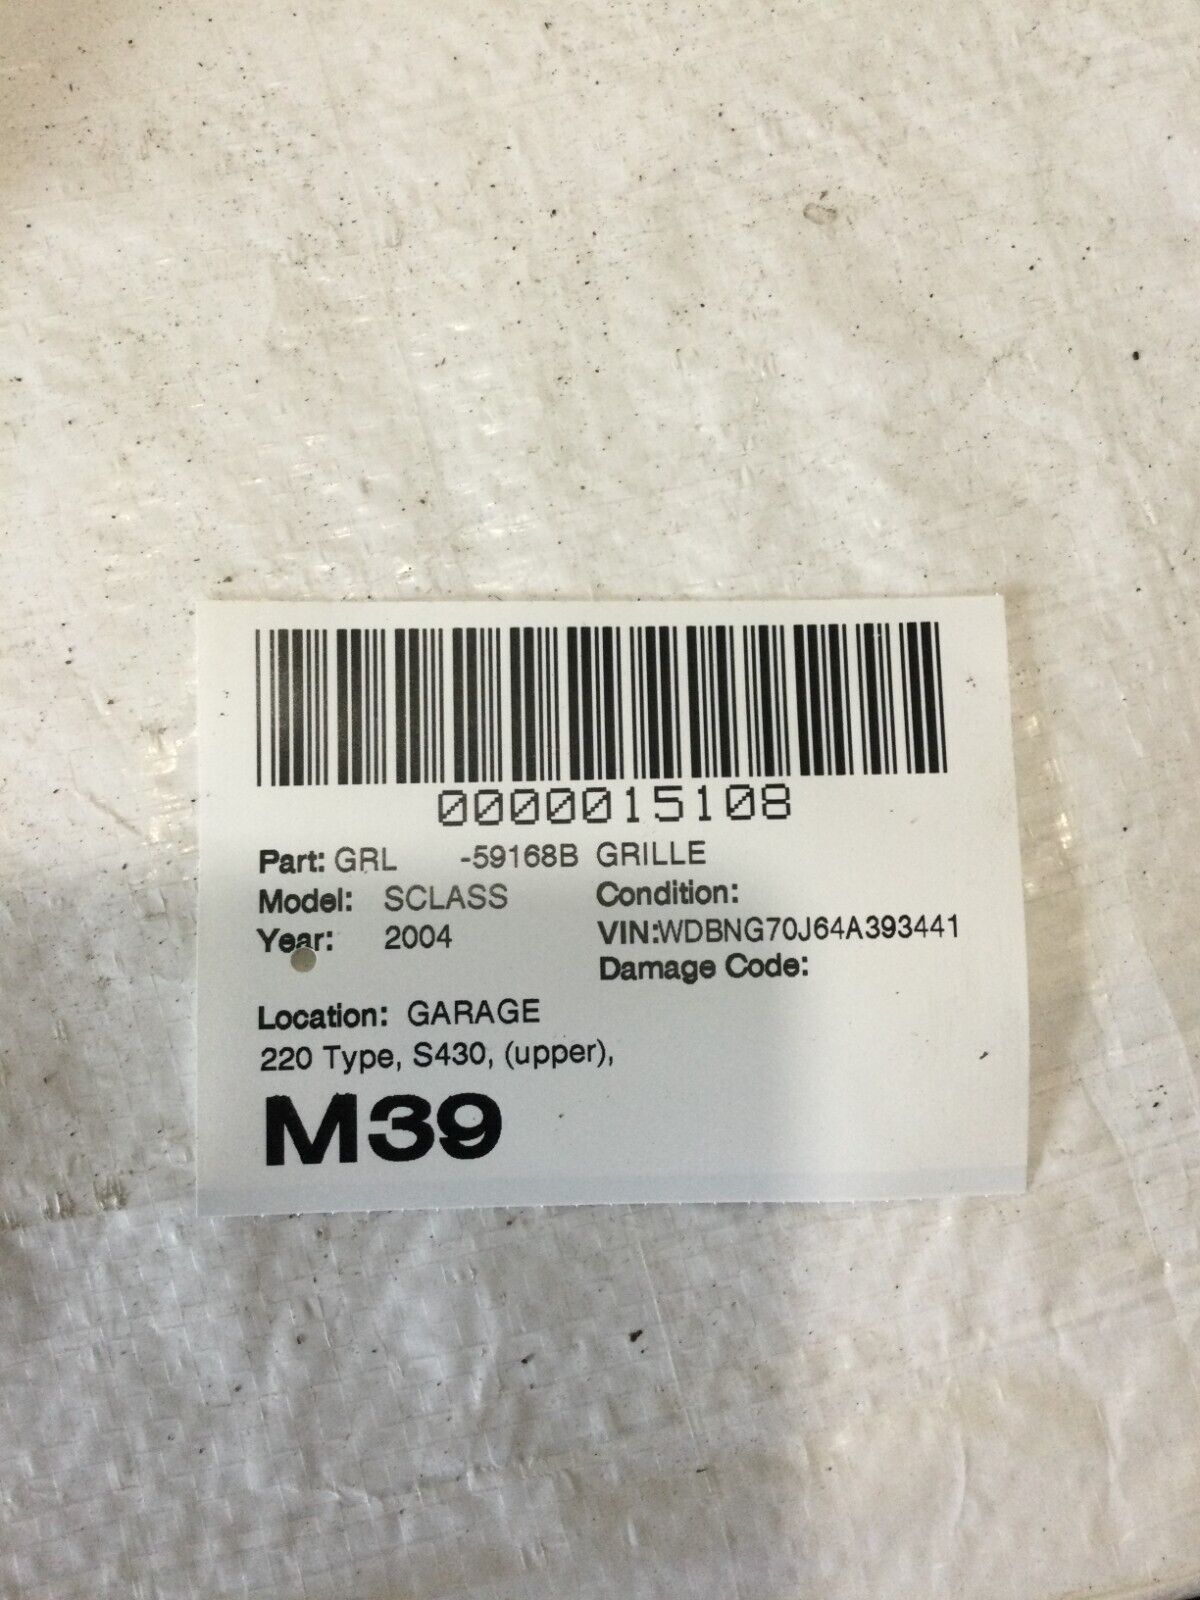 0000015108
Part: GRL -59168B GRILLE
Model: SCLASS Condition:
Year: 2004 VIN:WDBNG70J64A393441
Damage Code:
Location: GARAGE
220 Type, S430, (upper),
M39